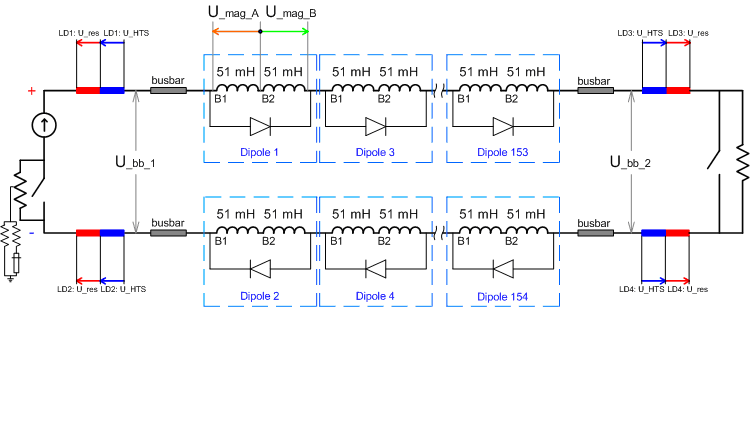 U_mag_A U_mag_B
LD1: U_res LD1: U_HTS LD3: U_HTS LD3: U_res
51 mH 51 mH 51 mH 51 mH 51 mH 51 mH
+ busbar busbar
B1 B2 B1 B2 B1 B2
Dipole 1 Dipole 3 Dipole 153
U_bb_1 U_bb_2
51 mH 51 mH 51 mH 51 mH 51 mH 51 mH
- busbar busbar
B1 B2 B1 B2 B1 B2
LD2: U_res LD2: U_HTS LD4: U_HTS LD4: U_res
Dipole 2 Dipole 4 Dipole 154